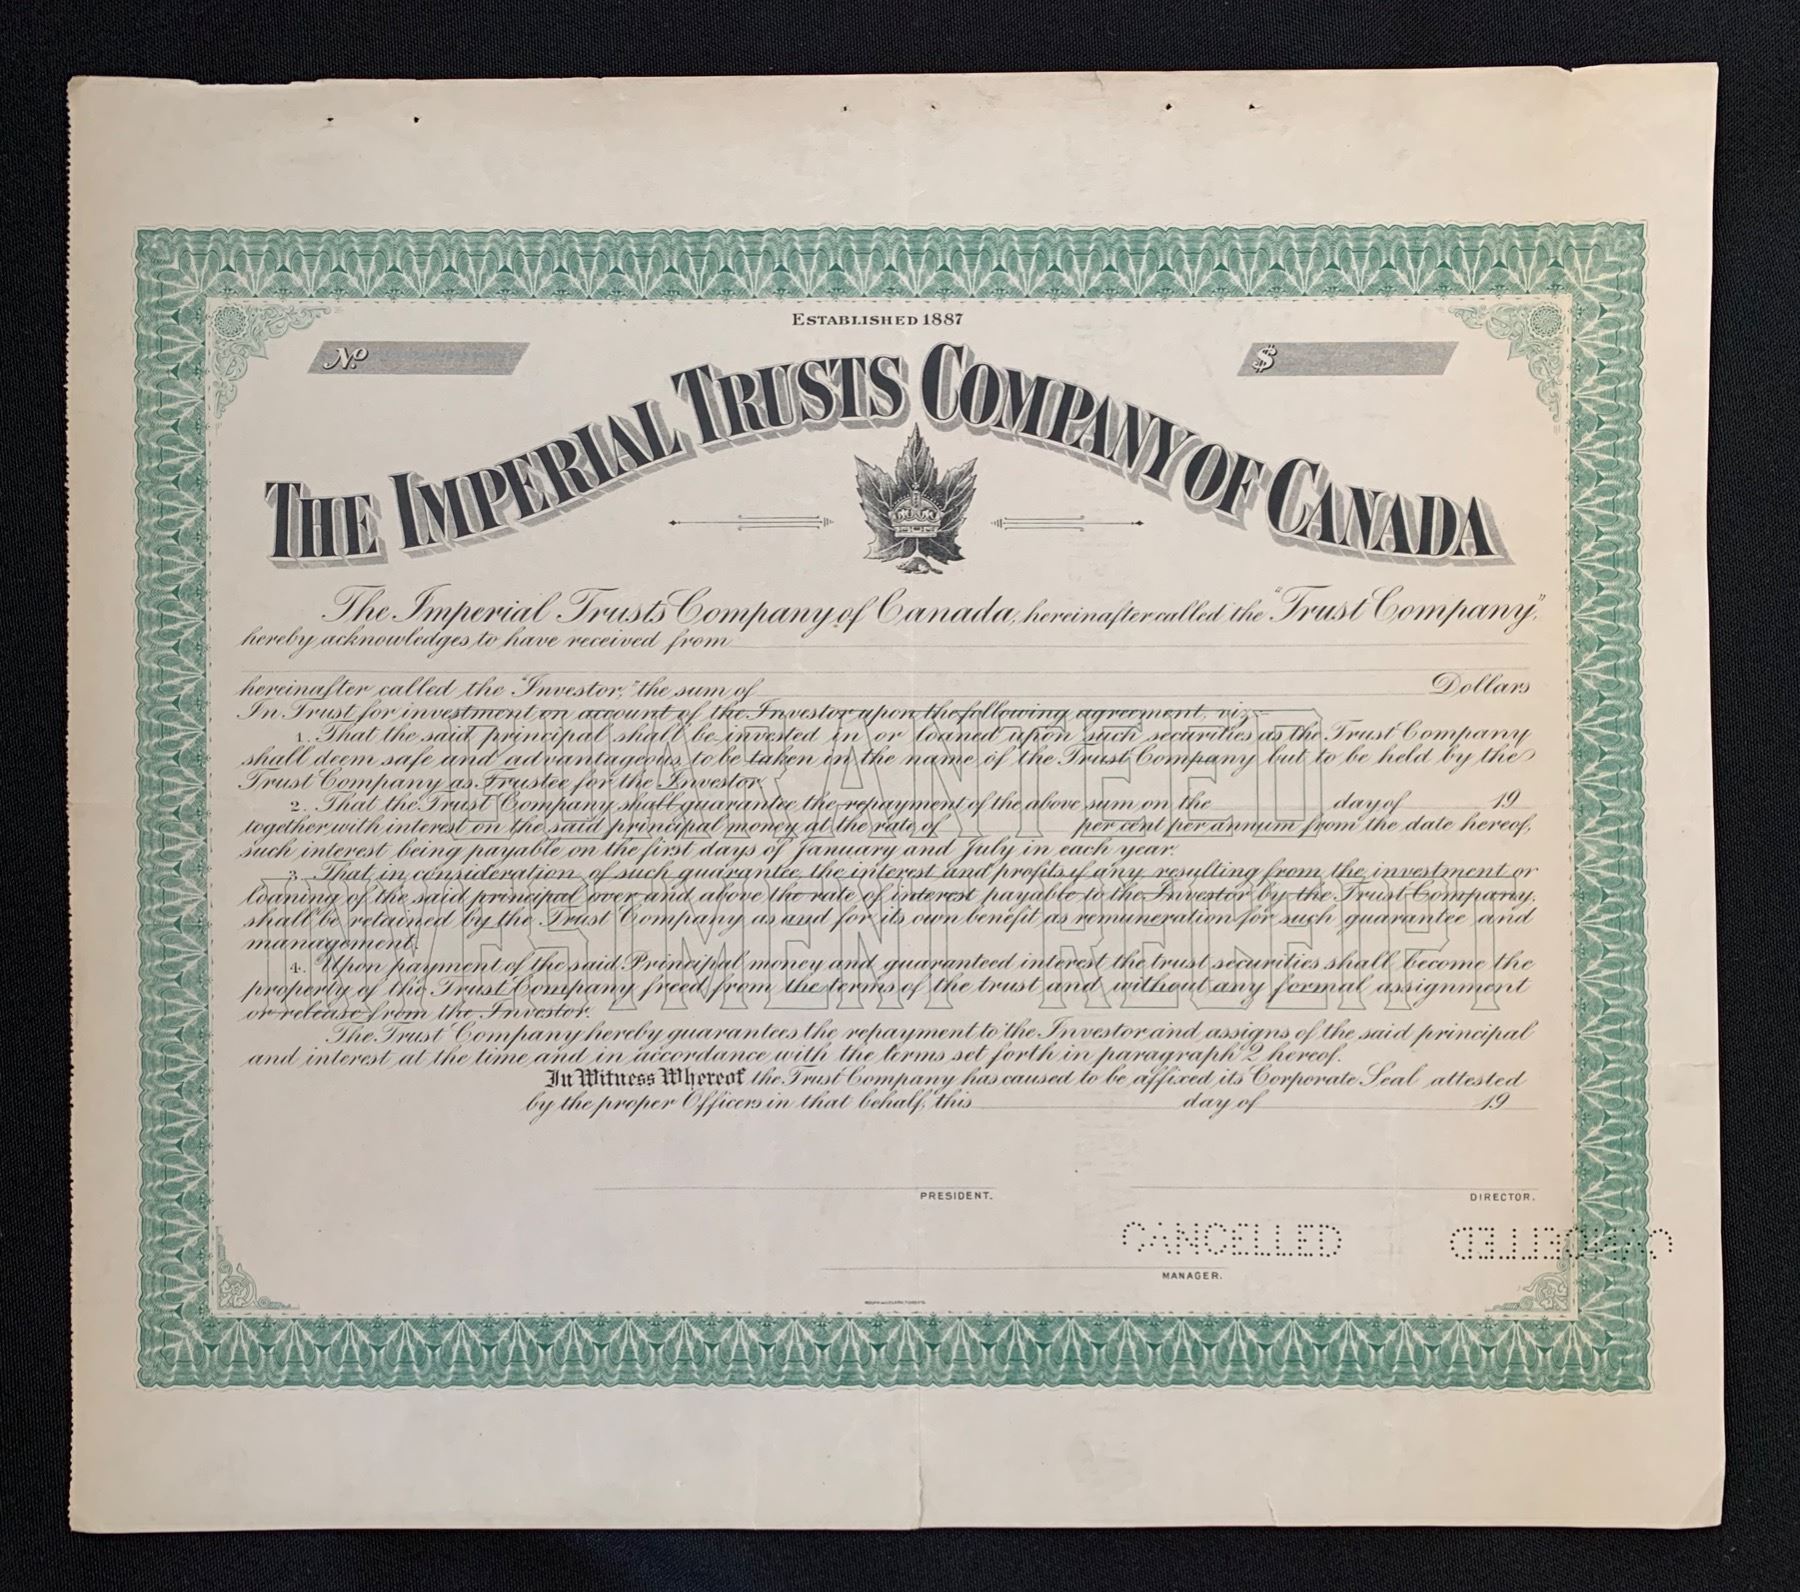 ESTABLISHED 1887
No.
$
THE IMPERIAL TRUSTS COMPANY OF CANADA
The Imperial Trusts Company of Canada, hereinafter called the "Trust Company",
hereby acknowledges to have received from
hereinafter called the "Investor," the sum of Dollars
In Trust for investment on account of the Investor upon the following agreement, viz:-
1. That the said principal shall be invested in or loaned upon such securities as the Trust Company
shall deem safe and advantageous to be taken in the name of the Trust Company but to be held by the
Trust Company as Trustee for the Investor.
2. That the Trust Company shall guarantee the repayment of the above sum on the day of 19
together with interest on the said principal money at the rate of per cent per annum from the date hereof,
such interest being payable on the first days of January and July in each year.
3. That in consideration of such guarantee the interest and profits if any resulting from the investment or
loaning of the said principal over and above the rate of interest payable to the Investor by the Trust Company,
shall be retained by the Trust Company as and for its own benefit as remuneration for such guarantee and
management.
4. Upon payment of the said Principal money and guaranteed interest the trust securities shall become the
property of the Trust Company freed from the terms of the trust and without any formal assignment
or release from the Investor.
GUARANTEED
INVESTMENT RECEIPT
The Trust Company hereby guarantees the repayment to the Investor and assigns of the said principal
and interest at the time and in accordance with the terms set forth in paragraph 2 hereof.
In Witness Whereof the Trust Company has caused to be affixed its Corporate Seal attested
by the proper Officers in that behalf, this day of 19
PRESIDENT.
DIRECTOR.
CANCELLED
CANCELLED
MANAGER.